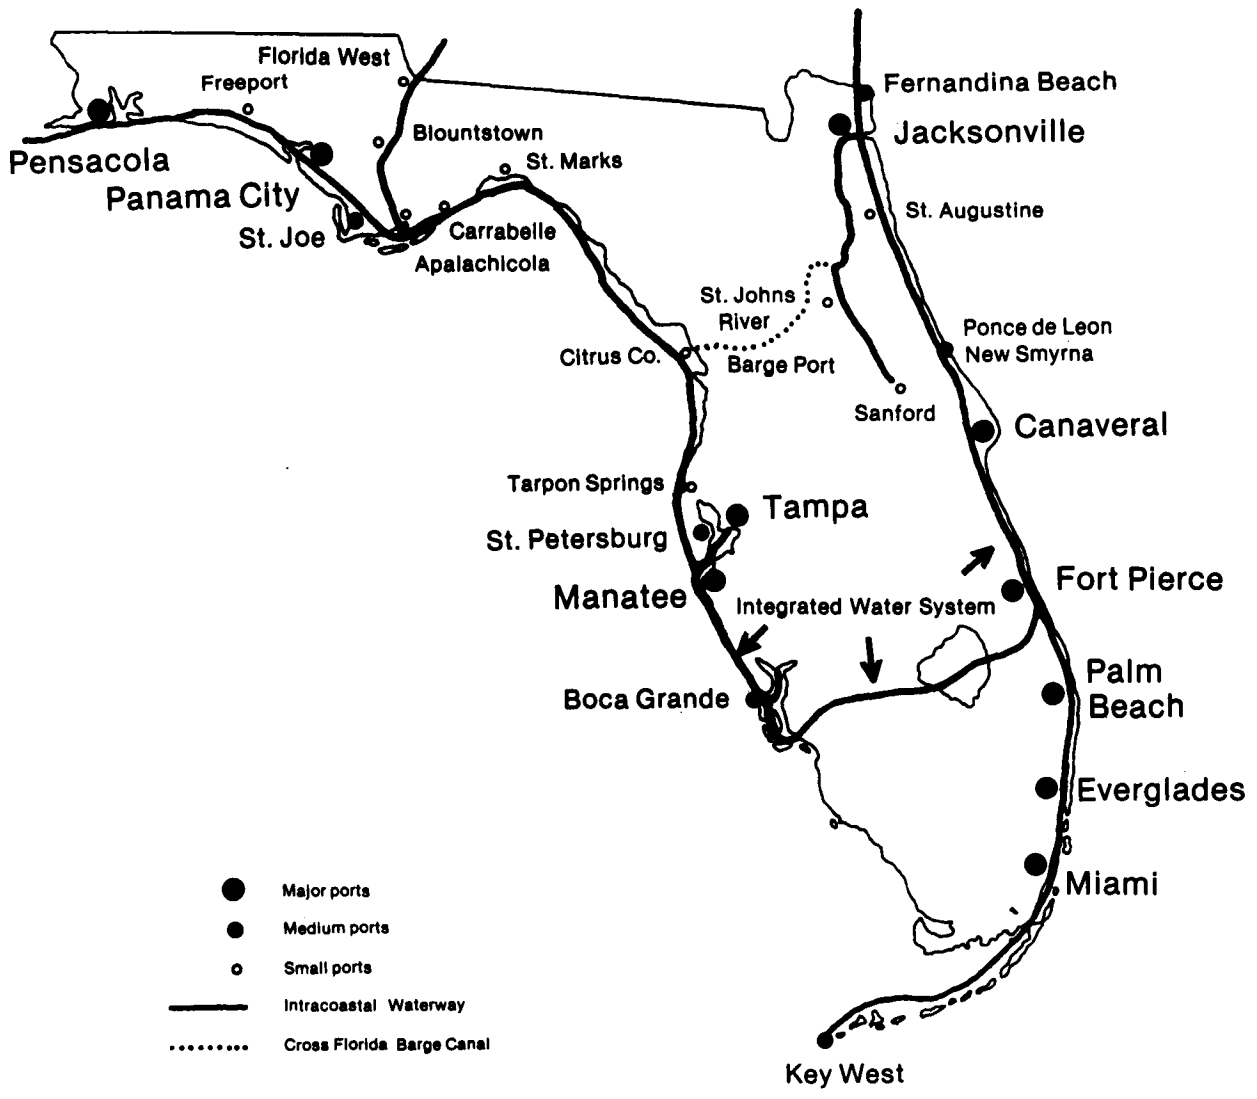 Florida West
Freeport
Fernandina Beach
Jacksonville
Blountstown
Pensacola
St. Marks
Panama City
St. Augustine
St. Joe
Carrabelle
Apalachicola
St. Johns
River
Ponce de Leon
New Smyrna
Citrus Co.
Barge Port
Sanford
Canaveral
Tarpon Springs
Tampa
St. Petersburg
Fort Pierce
Manatee
Integrated Water System
Palm
Beach
Boca Grande
Everglades
Miami
Major ports
Medium ports
Small ports
Intracoastal Waterway
Cross Florida Barge Canal
Key West